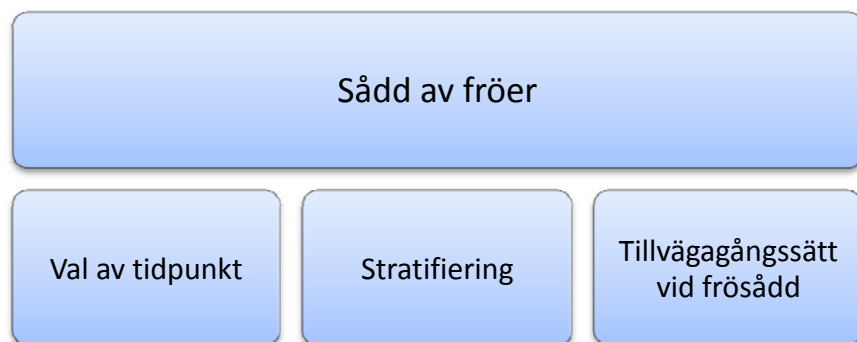 Sådd av fröer
Val av tidpunkt
Stratifiering
Tillvägagångssätt
vid frösådd